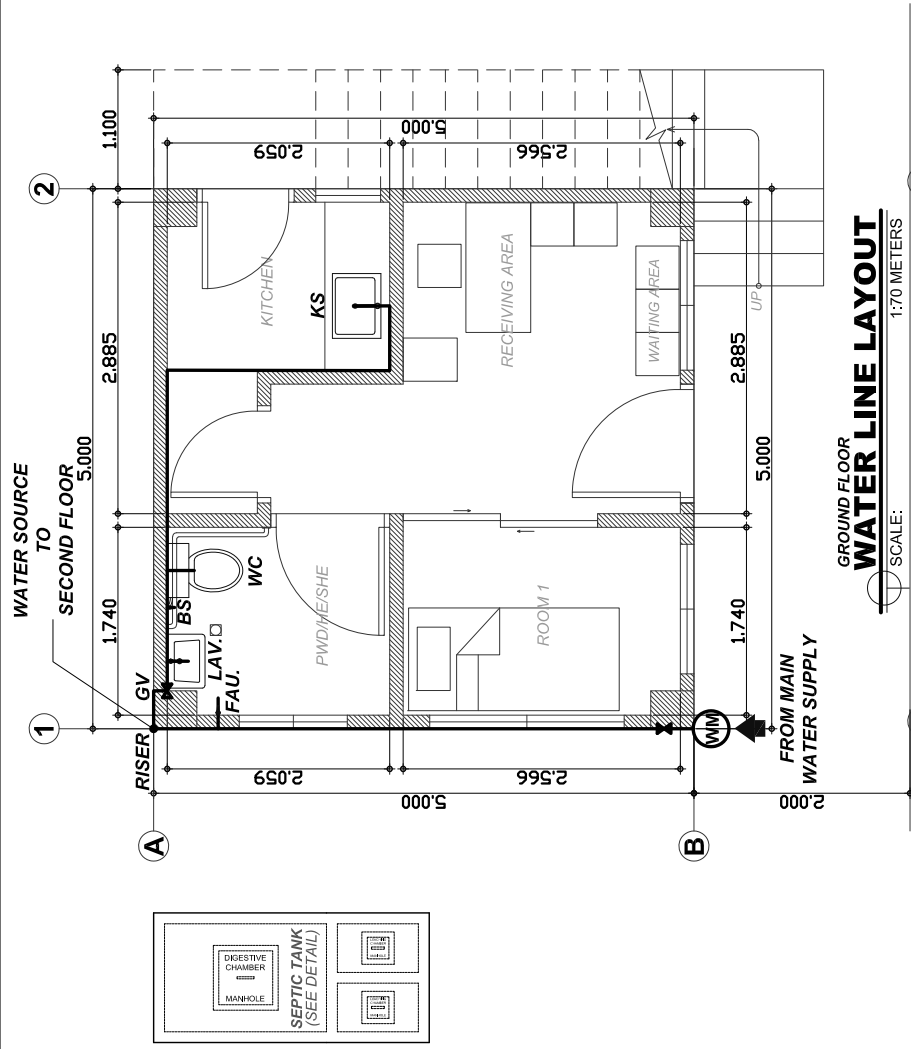 WATER SOURCE
TO
SECOND FLOOR
1
2
5.000
1.100
1.740
2.885
GV
RISER
A
BS
LAV.
FAU.
WC
PWD/HE/SHE
KITCHEN
KS
2.059
5.000
2.566
RECEIVING AREA
WAITING AREA
UP
ROOM 1
2.059
5.000
2.566
B
WM
FROM MAIN
WATER SUPPLY
2.000
1.740
2.885
5.000
DIGESTIVE
CHAMBER
MANHOLE
SEPTIC TANK
(SEE DETAIL)
GROUND FLOOR
WATER LINE LAYOUT
SCALE:
1:70 METERS